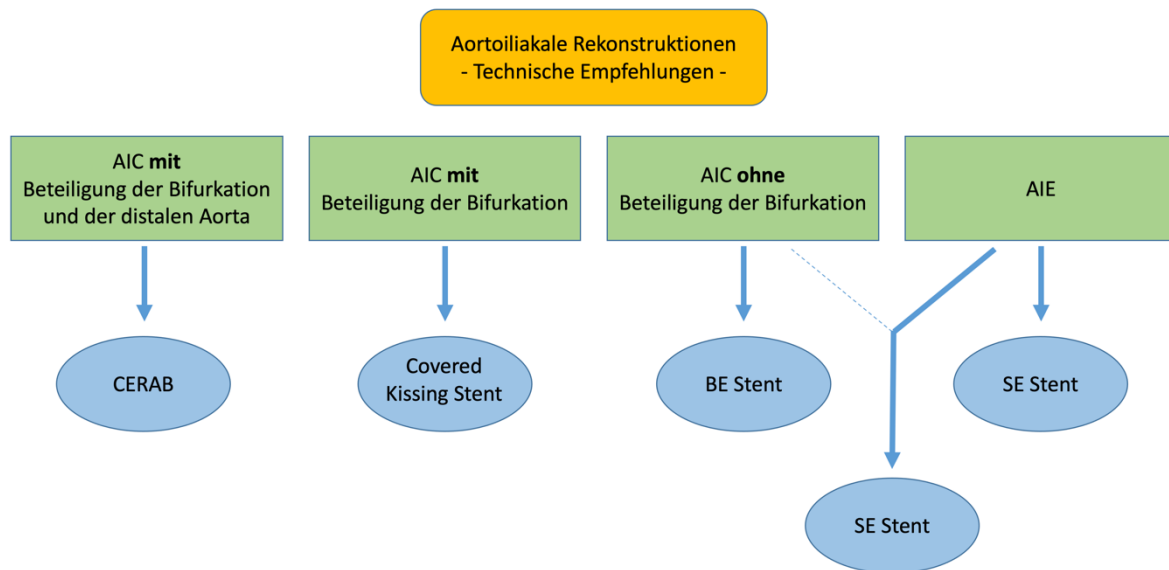 Aortoiliakale Rekonstruktionen
- Technische Empfehlungen -
AIC mit
Beteiligung der Bifurkation
und der distalen Aorta
AIC mit
Beteiligung der Bifurkation
AIC ohne
Beteiligung der Bifurkation
AIE
CERAB
Covered
Kissing Stent
BE Stent
SE Stent
SE Stent